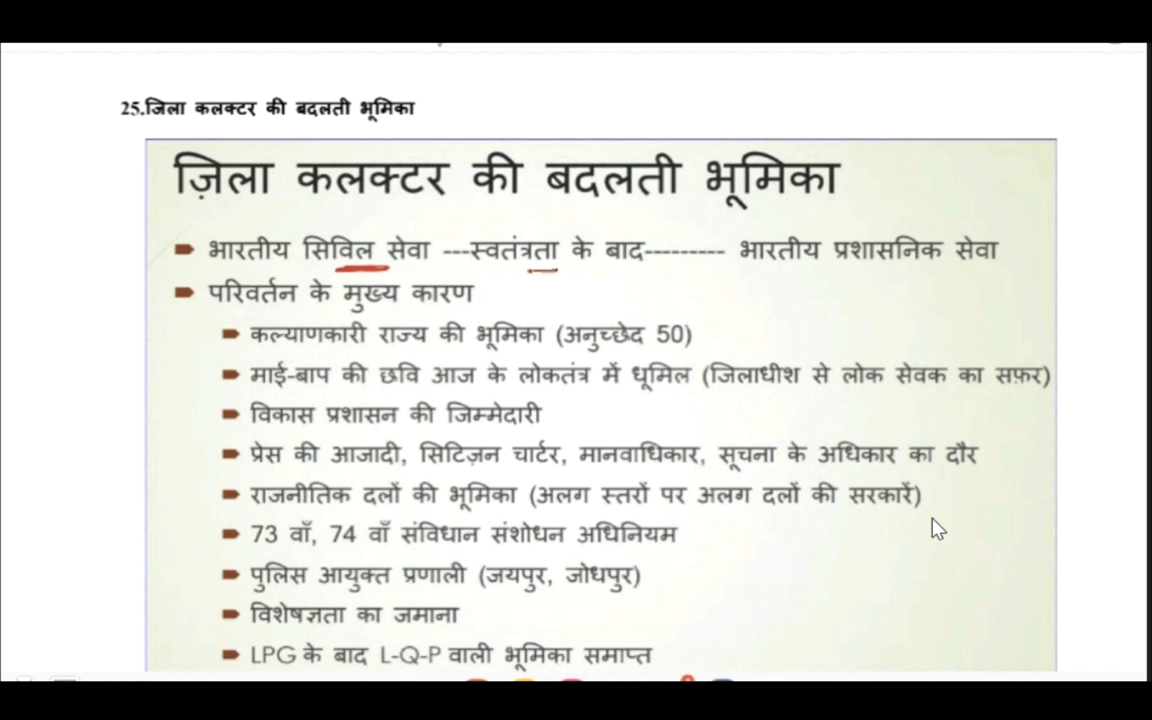 25.जिला कलक्टर की बदलती भूमिका
ज़िला कलक्टर की बदलती भूमिका
भारतीय सिविल सेवा ---स्वतंत्रता के बाद--------- भारतीय प्रशासनिक सेवा
परिवर्तन के मुख्य कारण
कल्याणकारी राज्य की भूमिका (अनुच्छेद 50)
माई-बाप की छवि आज के लोकतंत्र में धूमिल (जिलाधीश से लोक सेवक का सफ़र)
विकास प्रशासन की जिम्मेदारी
प्रेस की आजादी, सिटिज़न चार्टर, मानवाधिकार, सूचना के अधिकार का दौर
राजनीतिक दलों की भूमिका (अलग स्तरों पर अलग दलों की सरकारें)
73 वाँ, 74 वाँ संविधान संशोधन अधिनियम
पुलिस आयुक्त प्रणाली (जयपुर, जोधपुर)
विशेषज्ञता का जमाना
LPG के बाद L-Q-P वाली भूमिका समाप्त